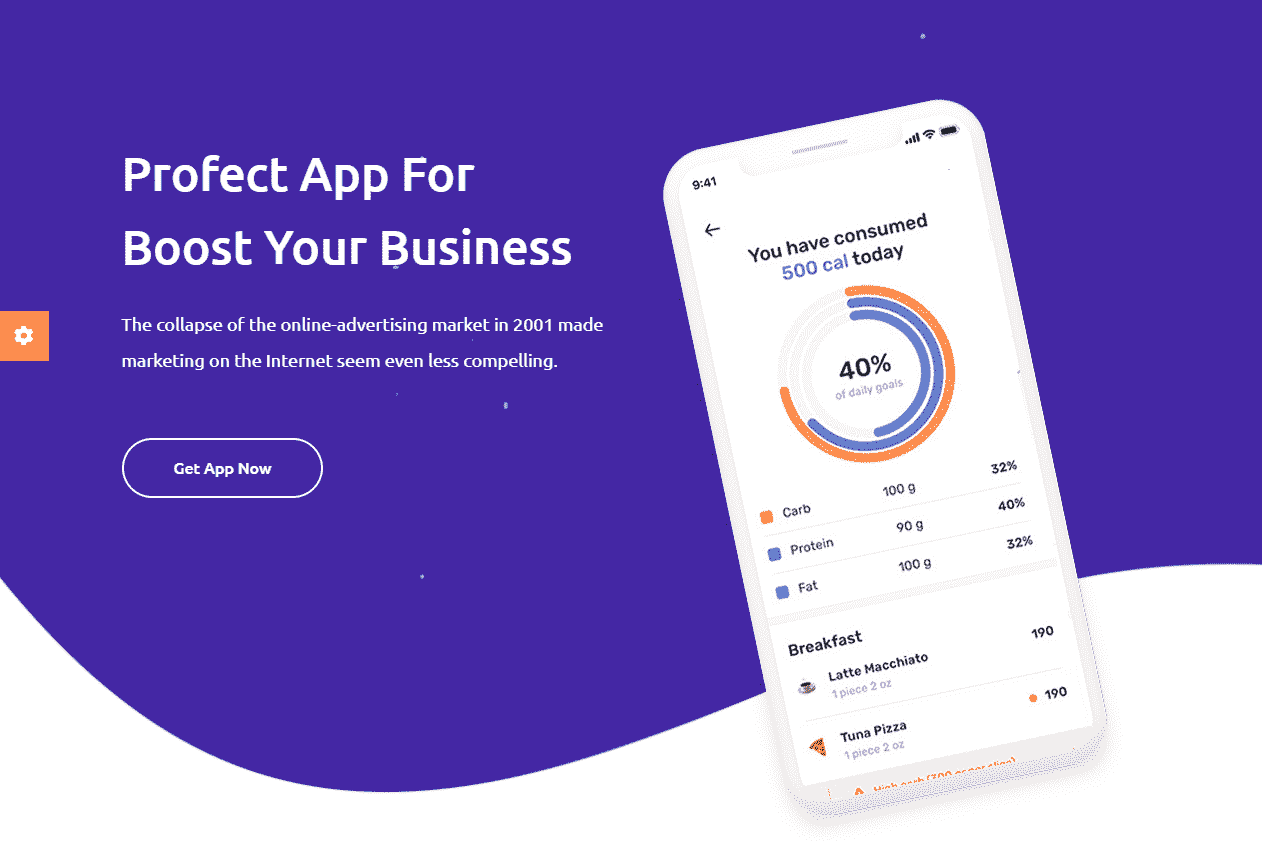 Profect App For
Boost Your Business
The collapse of the online-advertising market in 2001 made
marketing on the Internet seem even less compelling.
Get App Now
9:41
You have consumed
500 cal today
40%
of daily goals
Carb 100 g 32%
Protein 90 g 40%
Fat 100 g 32%
Breakfast
Latte Macchiato 190
1 piece 2 oz
Tuna Pizza 190
1 piece 2 oz
High carb